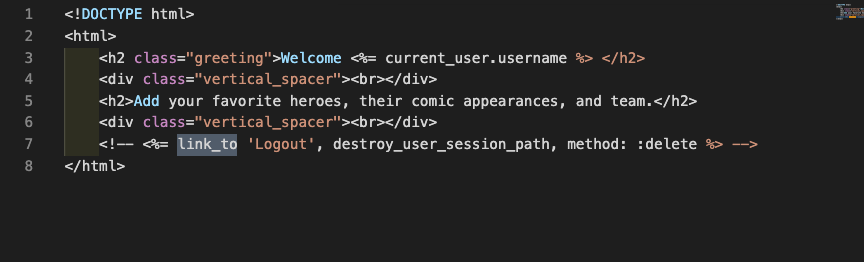 1 <!DOCTYPE html>
2 <html>
3 <h2 class="greeting">Welcome <%= current_user.username %> </h2>
4 <div class="vertical_spacer"><br></div>
5 <h2>Add your favorite heroes, their comic appearances, and team.</h2>
6 <div class="vertical_spacer"><br></div>
7 <!-- <%= link_to 'Logout', destroy_user_session_path, method: :delete %> -->
8 </html>